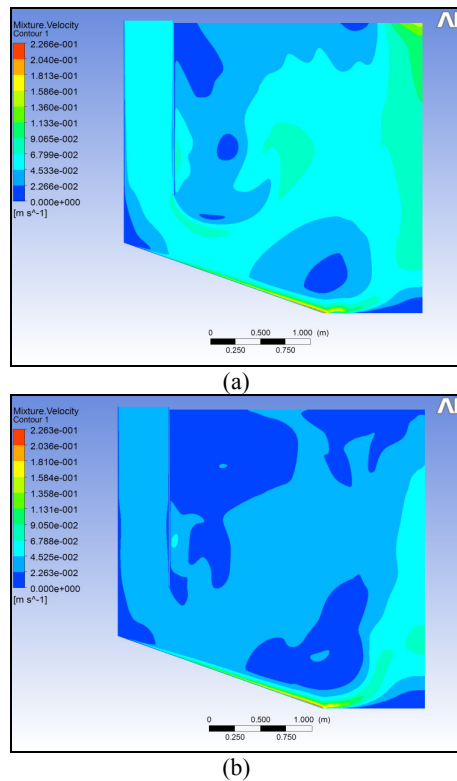 Mixture.Velocity
Contour 1
2.266e-001
2.040e-001
1.813e-001
1.586e-001
1.360e-001
1.133e-001
9.065e-002
6.799e-002
4.533e-002
2.266e-002
0.000e+000
[m s^-1]
0 0.500 1.000 (m)
0.250 0.750
(a)
Mixture.Velocity
Contour 1
2.263e-001
2.036e-001
1.810e-001
1.584e-001
1.358e-001
1.131e-001
9.050e-002
6.788e-002
4.525e-002
2.263e-002
0.000e+000
[m s^-1]
0 0.500 1.000 (m)
0.250 0.750
(b)